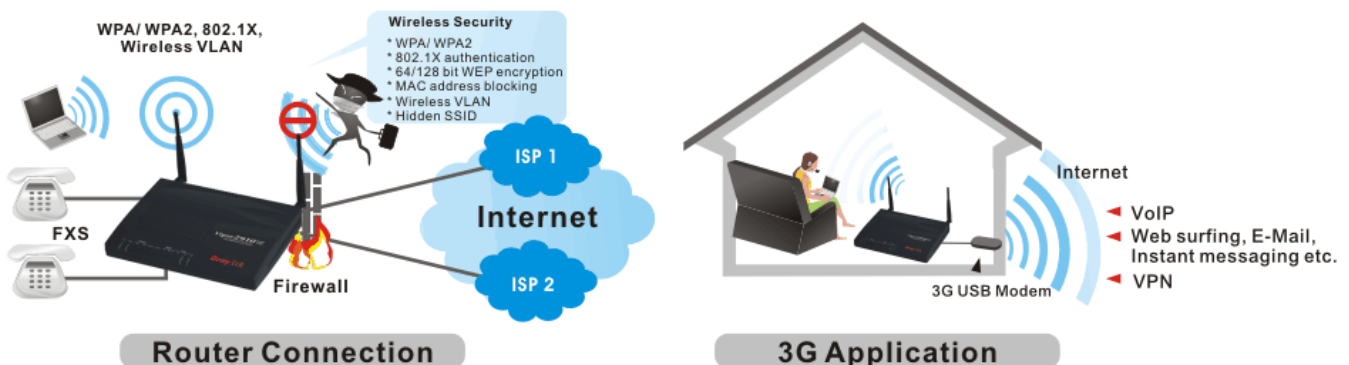 WPA/ WPA2, 802.1X,
Wireless VLAN
Wireless Security
* WPA/ WPA2
* 802.1X authentication
* 64/128 bit WEP encryption
* MAC address blocking
* Wireless VLAN
* Hidden SSID
ISP 1
Internet
ISP 2
FXS
Firewall
Router Connection
Internet
VoIP
Web surfing, E-Mail,
Instant messaging etc.
VPN
3G USB Modem
3G Application